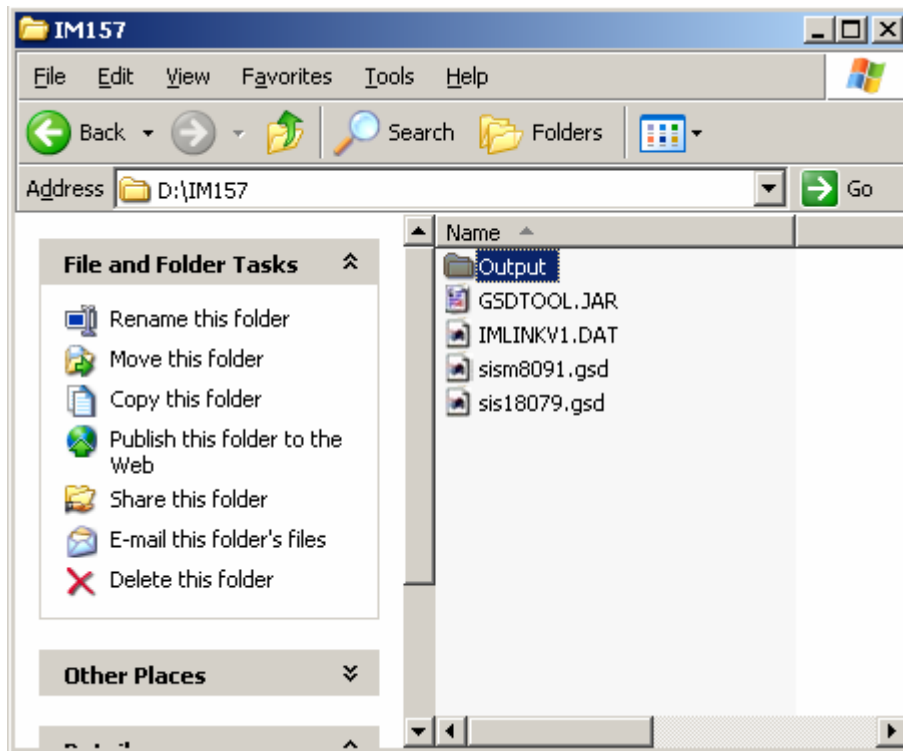 IM157
File Edit View Favorites Tools Help
Back Search Folders
Address D:\IM157 Go
File and Folder Tasks
Rename this folder
Move this folder
Copy this folder
Publish this folder to the
Web
Share this folder
E-mail this folder's files
Delete this folder
Other Places
Name
Output
GSDTOOL.JAR
IMLINKV1.DAT
sism8091.gsd
sis18079.gsd